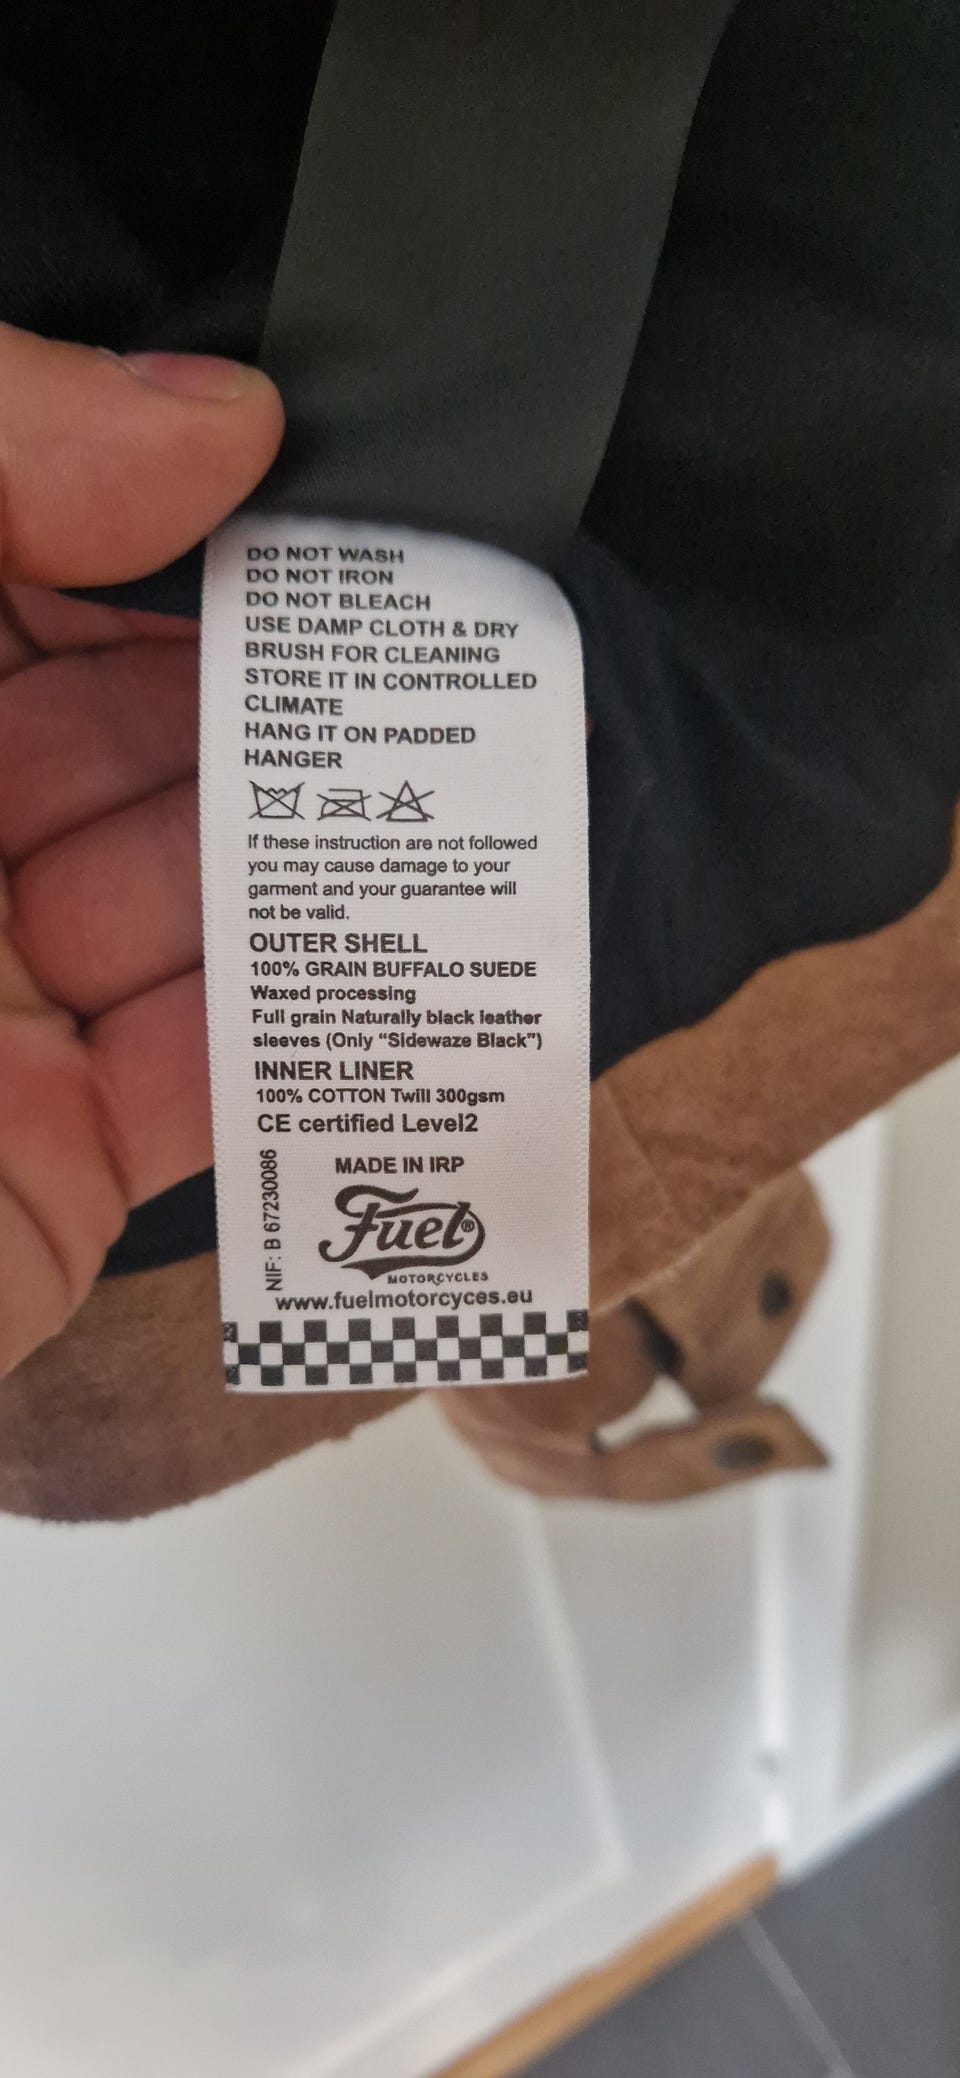 DO NOT WASH
DO NOT IRON
DO NOT BLEACH
USE DAMP CLOTH & DRY
BRUSH FOR CLEANING
STORE IT IN CONTROLLED
CLIMATE
HANG IT ON PADDED
HANGER
If these instruction are not followed
you may cause damage to your
garment and your guarantee will
not be valid.
OUTER SHELL
100% GRAIN BUFFALO SUEDE
Waxed processing
Full grain Naturally black leather
sleeves (Only "Sidewaze Black")
INNER LINER
100% COTTON Twill 300gsm
CE certified Level2
NIF: B 67230086
MADE IN IRP
Fuel®
MOTORCYCLES
www.fuelmotorcyces.eu